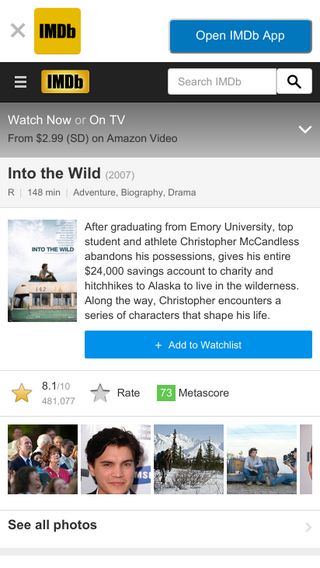 IMDb
Open IMDb App
IMDb
Search IMDb
Watch Now or On TV
From $2.99 (SD) on Amazon Video
Into the Wild (2007)
R | 148 min | Adventure, Biography, Drama
INTO THE WILD
142
After graduating from Emory University, top
student and athlete Christopher McCandless
abandons his possessions, gives his entire
$24,000 savings account to charity and
hitchhikes to Alaska to live in the wilderness.
Along the way, Christopher encounters a
series of characters that shape his life.
+ Add to Watchlist
8.1/10
481,077
Rate
73 Metascore
See all photos